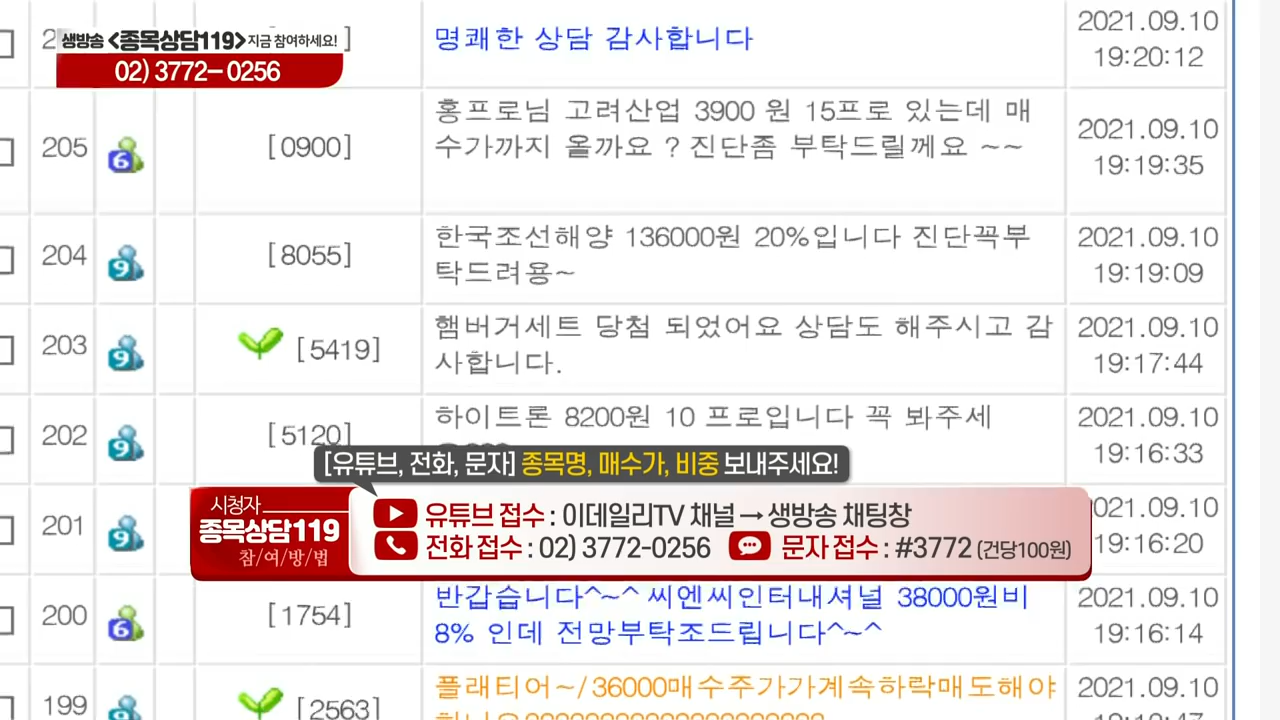 생방송 <종목상담119> 지금 참여하세요!
02) 3772-0256
]
명쾌한 상담 감사합니다
2021.09.10
19:20:12
205
6
[0900]
홍프로님 고려산업 3900 원 15프로 있는데 매
수가까지 올까요 ? 진단좀 부탁드릴께요 ~~
2021.09.10
19:19:35
204
9
[8055]
한국조선해양 136000원 20%입니다 진단꼭부
탁드려용~
2021.09.10
19:19:09
203
9
[5419]
햄버거세트 당첨 되었어요 상담도 해주시고 감
사합니다.
2021.09.10
19:17:44
202
9
[5120]
하이트론 8200원 10 프로입니다 꼭 봐주세
2021.09.10
19:16:33
[유튜브, 전화, 문자] 종목명, 매수가, 비중 보내주세요!
201
9
시청자
종목상담119
참/여/방/법
유튜브 접수 : 이데일리TV 채널 → 생방송 채팅창
전화 접수 : 02) 3772-0256
문자 접수 : #3772 (건당100원)
19:16:20
200
6
[1754]
반갑습니다^~^ 씨엔씨인터내셔널 38000원비
8% 인데 전망부탁조드립니다^~^
2021.09.10
19:16:14
199
9
[2563]
플래티어~/36000매수주가가계속하락매도해야
2021.09.10